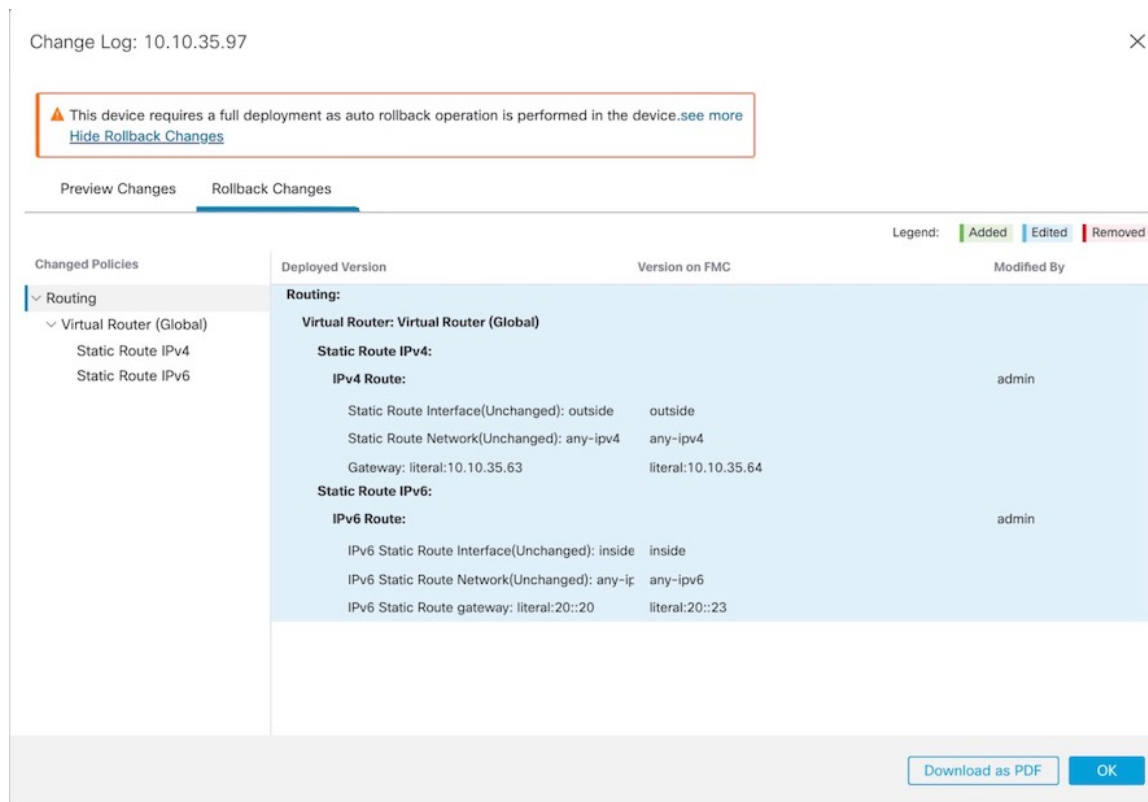 Change Log: 10.10.35.97
This device requires a full deployment as auto rollback operation is performed in the device.see more
Hide Rollback Changes
Preview Changes Rollback Changes
Legend: Added Edited Removed
Changed Policies Deployed Version Version on FMC Modified By
Routing Routing:
Virtual Router (Global) Virtual Router: Virtual Router (Global)
Static Route IPv4 Static Route IPv4:
Static Route IPv6 IPv4 Route: admin
Static Route Interface(Unchanged): outside outside
Static Route Network(Unchanged): any-ipv4 any-ipv4
Gateway: literal:10.10.35.63 literal:10.10.35.64
Static Route IPv6:
IPv6 Route: admin
IPv6 Static Route Interface(Unchanged): inside inside
IPv6 Static Route Network(Unchanged): any-ip any-ipv6
IPv6 Static Route gateway: literal:20::20 literal:20::23
Download as PDF OK